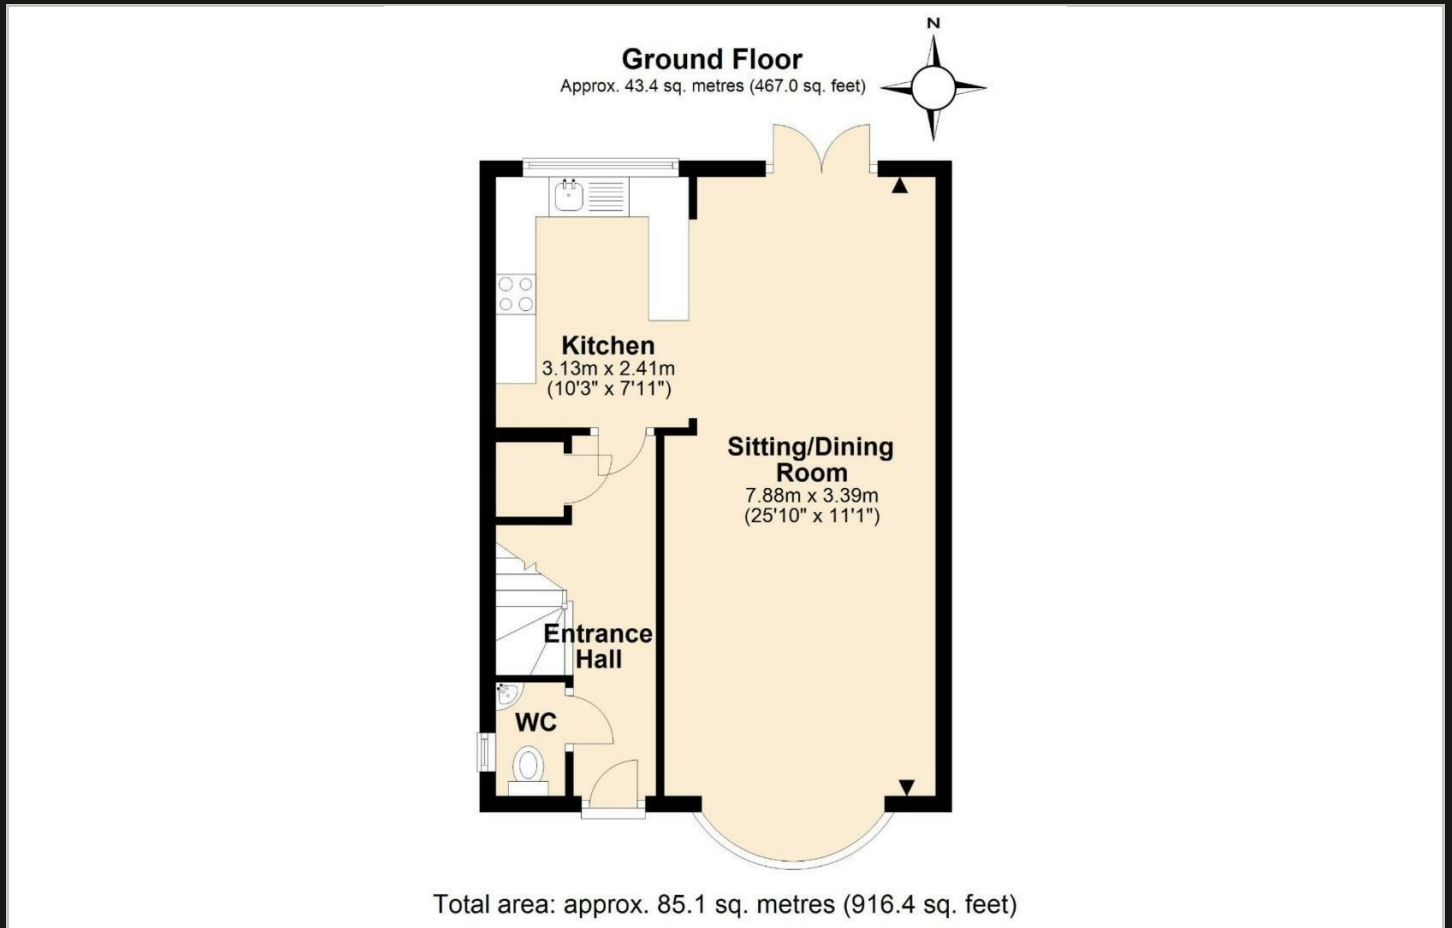 N
Ground Floor
Approx. 43.4 sq. metres (467.0 sq. feet)
Kitchen
3.13m x 2.41m
(10'3" x 7'11")
Sitting/Dining
Room
7.88m x 3.39m
(25'10" x 11'1")
Entrance
Hall
WC
Total area: approx. 85.1 sq. metres (916.4 sq. feet)